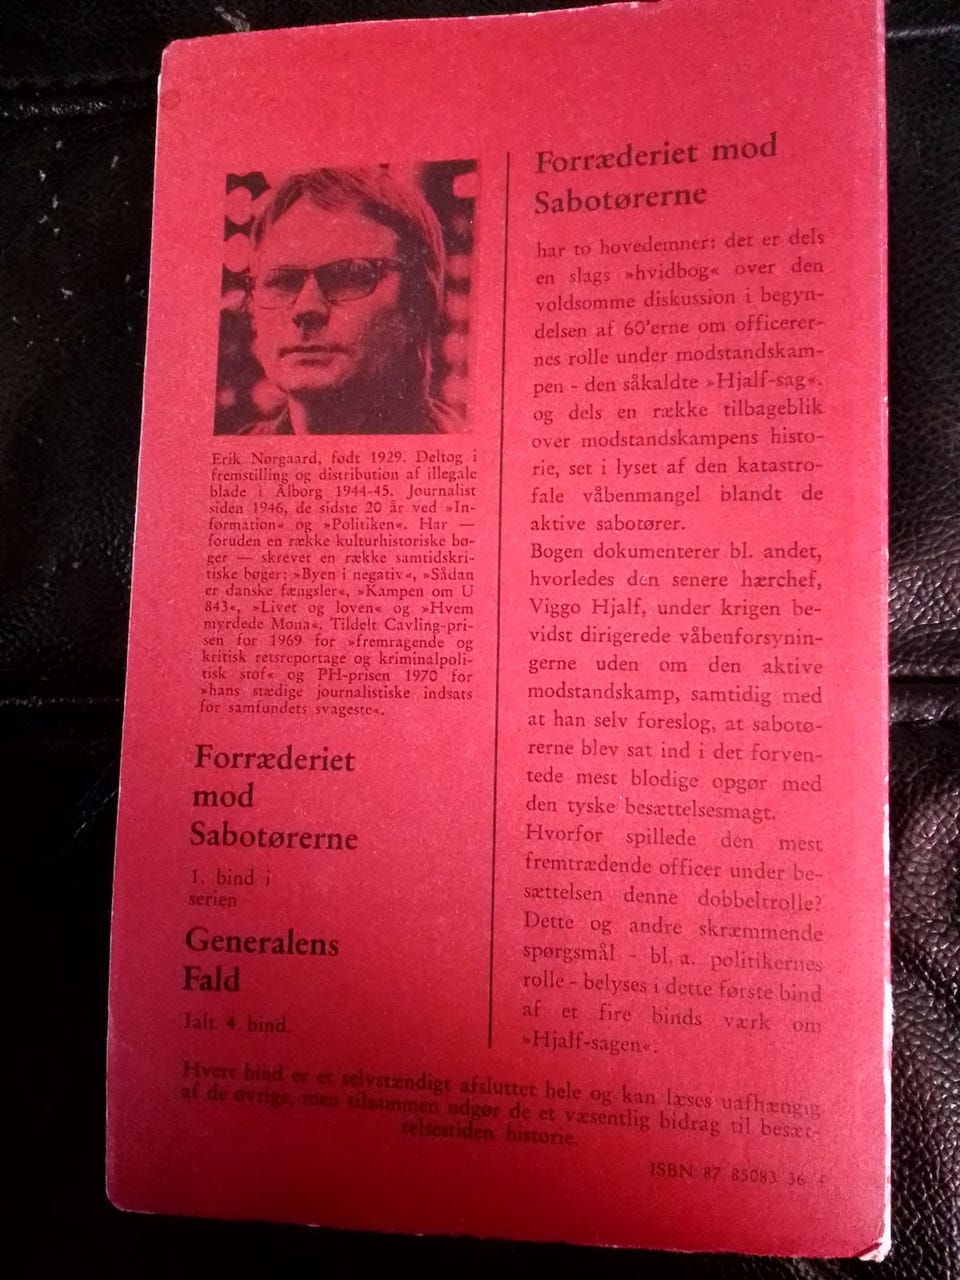 Erik Nørgaard, født 1929. Deltog i
fremstilling og distribution af illegale
blade i Ålborg 1944-45. Journalist
siden 1946, de sidste 20 år ved »In-
formation« og »Politiken«. Har —
foruden en række kulturhistoriske bø-
ger — skrevet en række samtidskri-
tiske bøger: »Byen i negativ«, »Sådan
er danske fængsler«, »Kampen om U
843«, »Livet og loven« og »Hvem
myrdede Mona«. Tildelt Cavling-pri-
sen for 1969 for »fremragende og
kritisk retsreportage og kriminalpoli-
tisk stof« og PH-prisen 1970 for
»hans stædige journalistiske indsats
for samfundets svageste«.
Forræderiet
mod
Sabotørerne
1. bind i
serien
Generalens
Fald
Ialt 4 bind.
Forræderiet mod
Sabotørerne
har to hovedemner: det er dels
en slags »hvidbog« over den
voldsomme diskussion i begyn-
delsen af 60'erne om officerer-
nes rolle under modstandskam-
pen - den såkaldte »Hjalf-sag«.
og dels en række tilbageblik
over modstandskampens histo-
rie, set i lyset af den katastro-
fale våbenmangel blandt de
aktive sabotører.
Bogen dokumenterer bl. andet,
hvorledes den senere hærchef,
Viggo Hjalf, under krigen be-
vidst dirigerede våbenforsynin-
gerne uden om den aktive
modstandskamp, samtidig med
at han selv foreslog, at sabotø-
rerne blev sat ind i det forven-
tede mest blodige opgør med
den tyske besættelsesmagt.
Hvorfor spillede den mest
fremtrædende officer under be-
sættelsen denne dobbeltrolle?
Dette og andre skræmmende
spørgsmål - bl. a. politikernes
rolle - belyses i dette første bind
af et fire binds værk om
»Hjalf-sagen«.
Hvert bind er et selvstændigt afsluttet hele og kan læses uafhængig
af de øvrige, men tilsammen udgør de et væsentlig bidrag til besæt-
telsestiden historie.
ISBN 87 85083 36 4